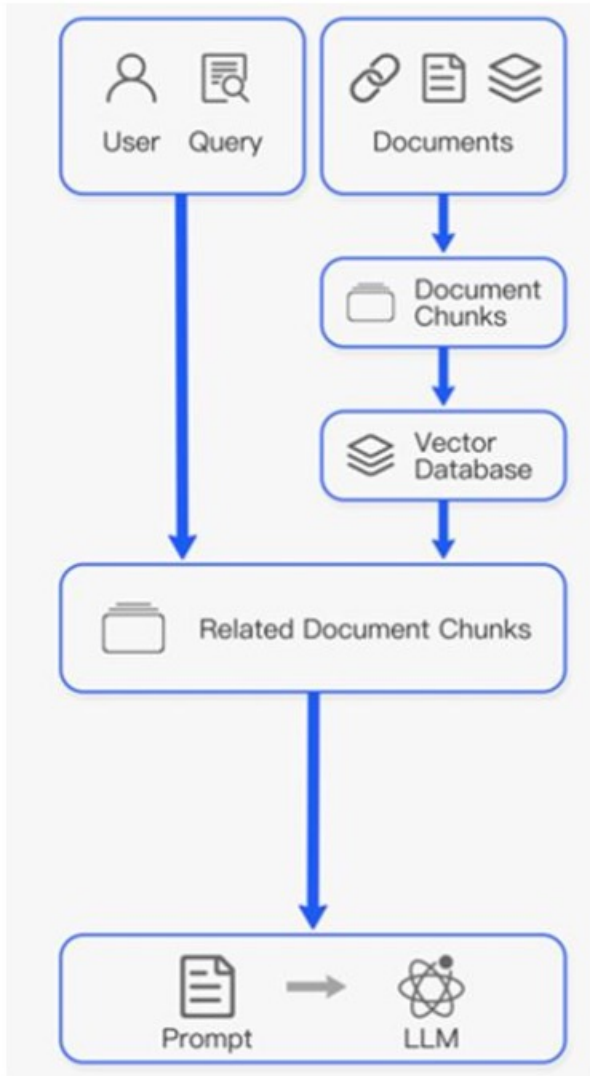 User Query
Documents
Document
Chunks
Vector
Database
Related Document Chunks
Prompt
LLM